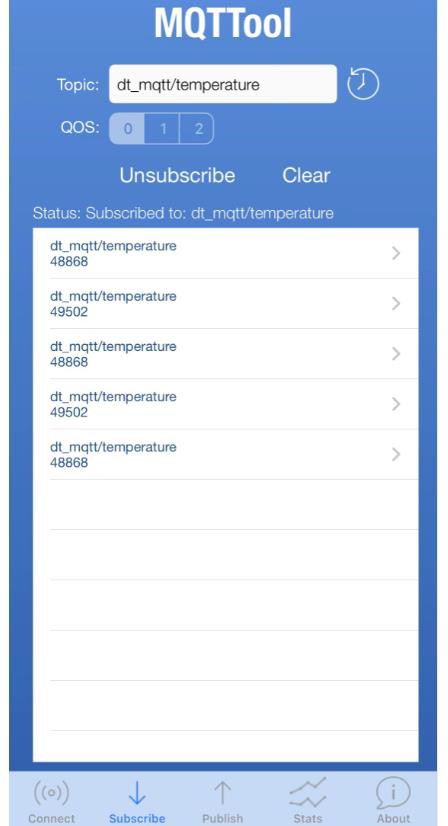 MQTTool
Topic: dt_mqtt/temperature
QOS: 0 1 2
Unsubscribe Clear
Status: Subscribed to: dt_mqtt/temperature
dt_mqtt/temperature
48868
dt_mqtt/temperature
49502
dt_mqtt/temperature
48868
dt_mqtt/temperature
49502
dt_mqtt/temperature
48868
Connect Subscribe Publish Stats About